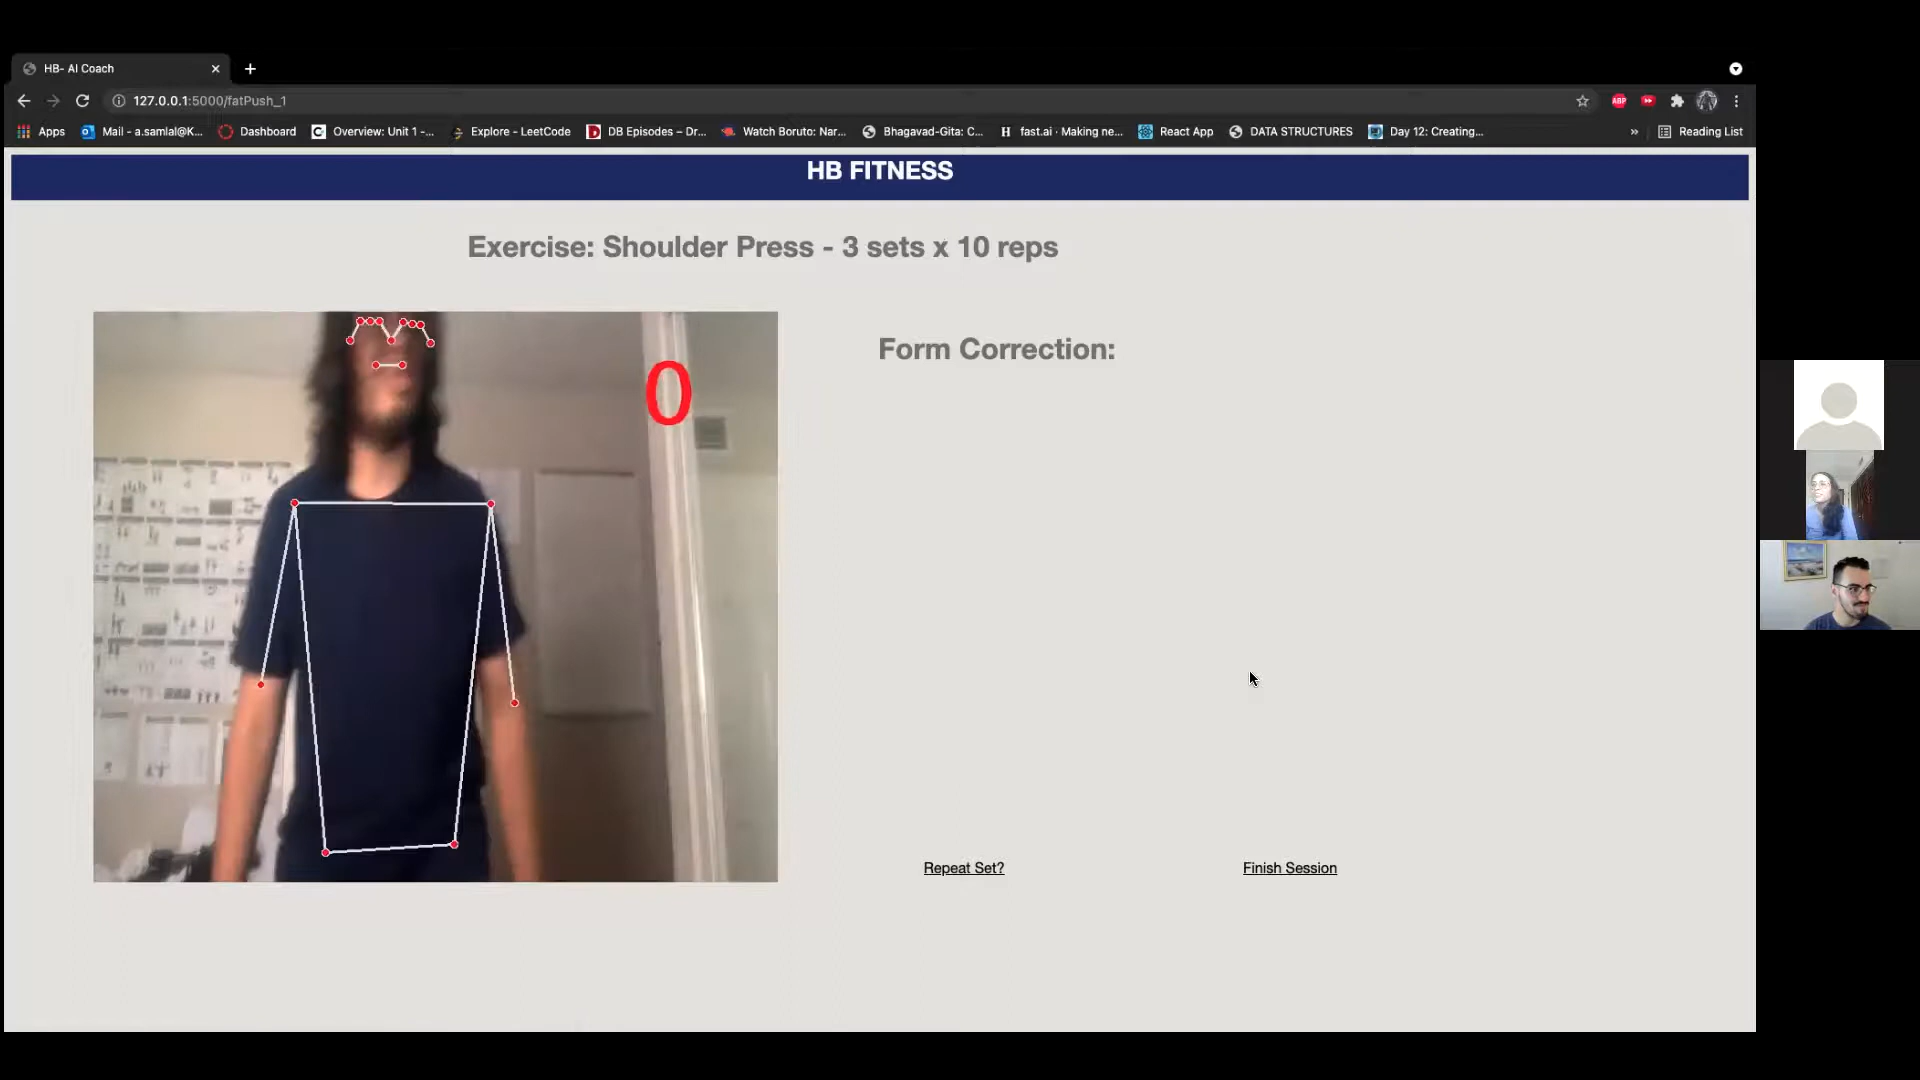 HB- AI Coach
127.0.0.1:5000/fatPush_1
ABP
Apps Mail - a.samlal@K... Dashboard Overview: Unit 1 -... Explore - LeetCode DB Episodes – Dr... Watch Boruto: Nar... Bhagavad-Gita: C... H fast.ai · Making ne... React App DATA STRUCTURES Day 12: Creating... » Reading List
HB FITNESS
Exercise: Shoulder Press - 3 sets x 10 reps
0
Form Correction:
Repeat Set? Finish Session